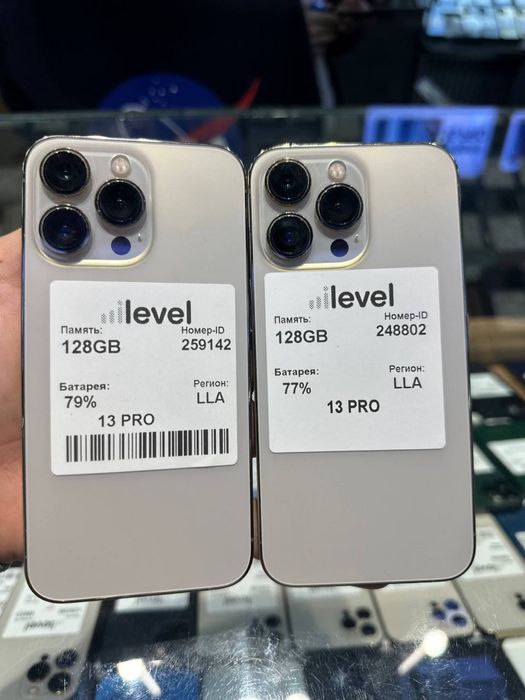 level
Память:
Номер-ID
128GB
259142
Батарея:
Регион:
79%
LLA
13 PRO
level
Память:
Номер-ID
128GB
248802
Батарея:
Регион:
77%
LLA
13 PRO
level